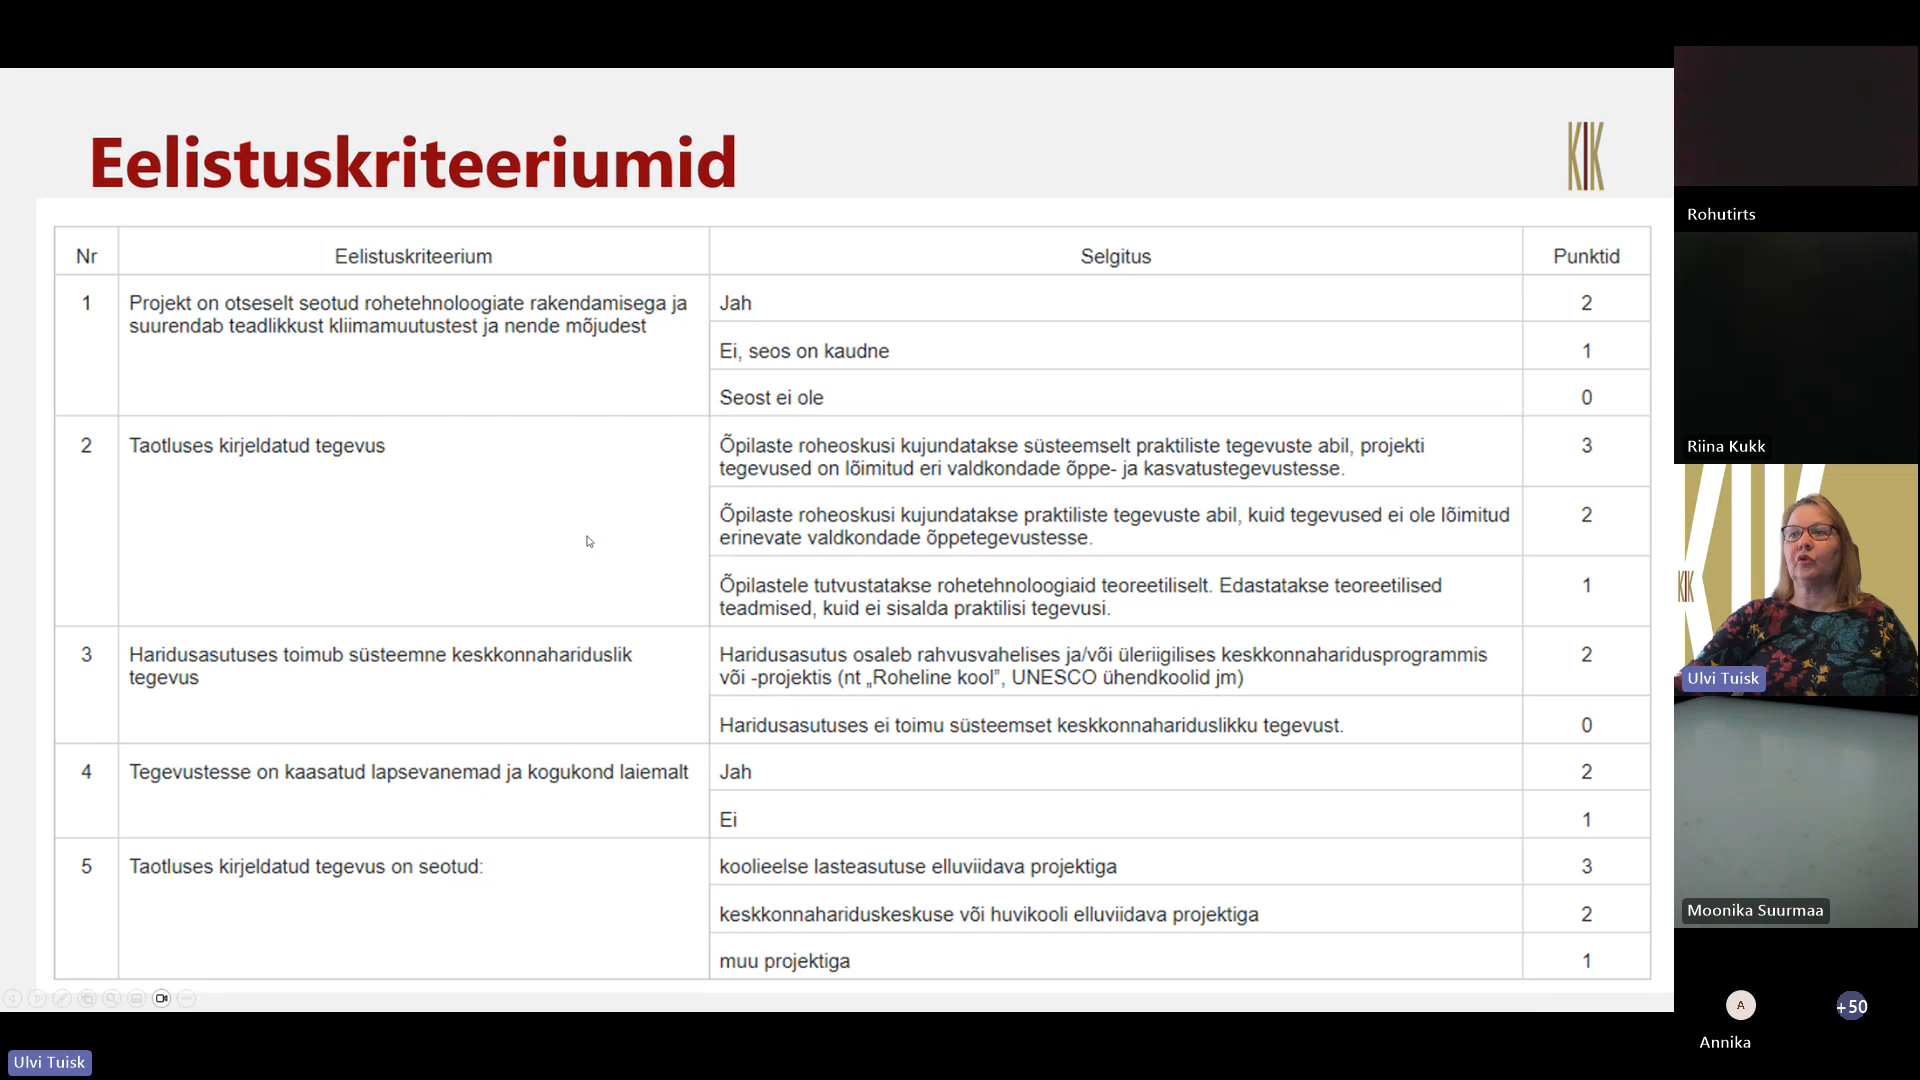 Eelistuskriteeriumid
KIK
Nr
Eelistuskriteerium
Selgitus
Punktid
1
Projekt on otseselt seotud rohetehnoloogiate rakendamisega ja
suurendab teadlikkust kliimamuutustest ja nende mõjudest
Jah
2
Ei, seos on kaudne
1
Seost ei ole
0
2
Taotluses kirjeldatud tegevus
Õpilaste roheoskusi kujundatakse süsteemselt praktiliste tegevuste abil, projekti
tegevused on lõimitud eri valdkondade õppe- ja kasvatustegevustesse.
3
Õpilaste roheoskusi kujundatakse praktiliste tegevuste abil, kuid tegevused ei ole lõimitud
erinevate valdkondade õppetegevustesse.
2
Õpilastele tutvustatakse rohetehnoloogiaid teoreetiliselt. Edastatakse teoreetilised
teadmised, kuid ei sisalda praktilisi tegevusi.
1
3
Haridusasutuses toimub süsteemne keskkonnahariduslik
tegevus
Haridusasutus osaleb rahvusvahelises ja/või üleriigilises keskkonnaharidusprogrammis
või -projektis (nt „Roheline kool”, UNESCO ühendkoolid jm)
2
Haridusasutuses ei toimu süsteemset keskkonnahariduslikku tegevust.
0
4
Tegevustesse on kaasatud lapsevanemad ja kogukond laiemalt
Jah
2
Ei
1
5
Taotluses kirjeldatud tegevus on seotud:
koolieelse lasteasutuse elluviidava projektiga
3
keskkonnahariduskeskuse või huvikooli elluviidava projektiga
2
muu projektiga
1
Rohutirts
Riina Kukk
KIK
Ulvi Tuisk
Moonika Suurmaa
A
+50
Annika
Ulvi Tuisk